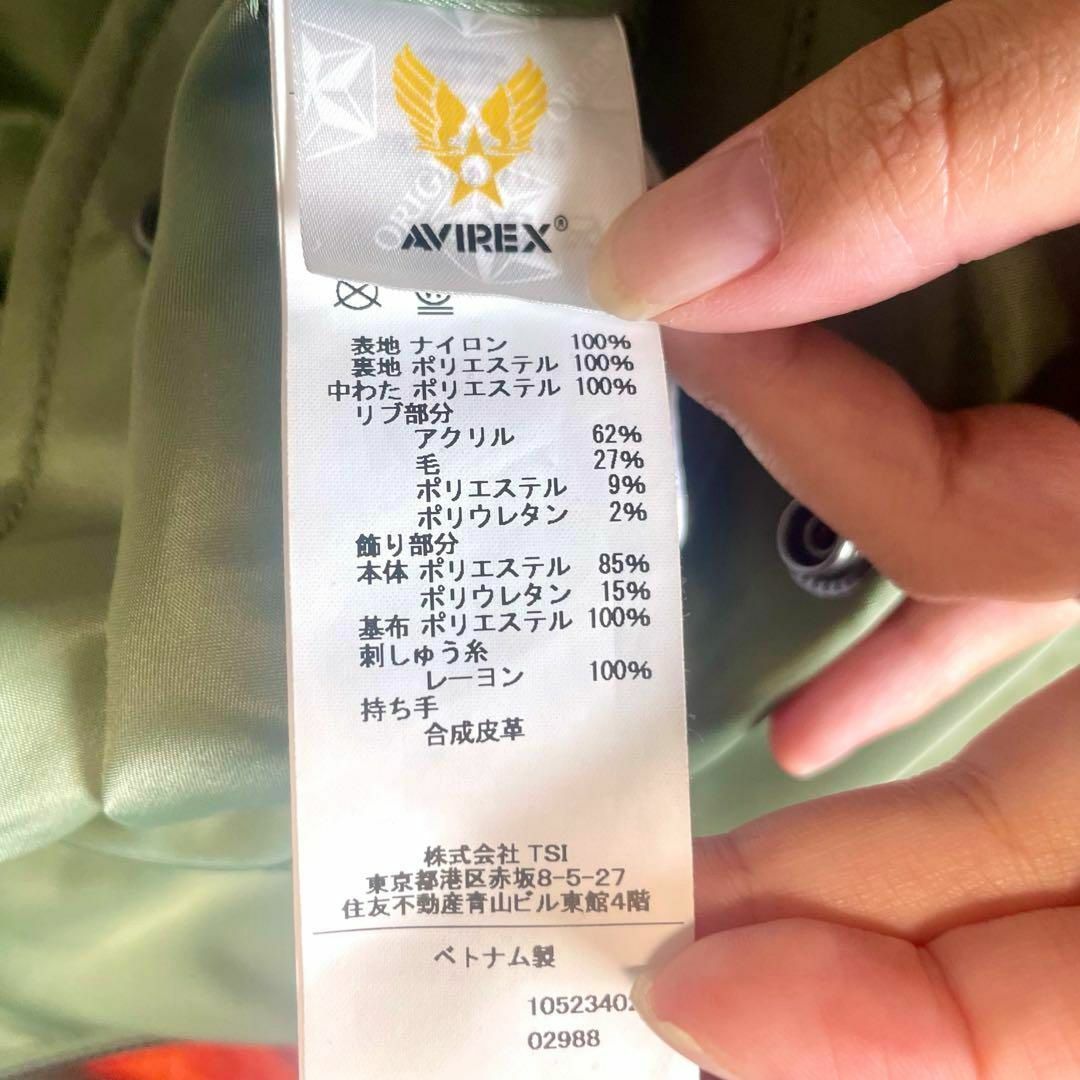 AVIREX®
表地 ナイロン 100%
裏地 ポリエステル 100%
中わた ポリエステル 100%
リブ部分
アクリル 62%
毛 27%
ポリエステル 9%
ポリウレタン 2%
飾り部分
本体 ポリエステル 85%
ポリウレタン 15%
基布 ポリエステル 100%
刺しゅう糸
レーヨン 100%
持ち手
合成皮革
株式会社 TSI
東京都港区赤坂8-5-27
住友不動産青山ビル東館4階
ベトナム製
02988